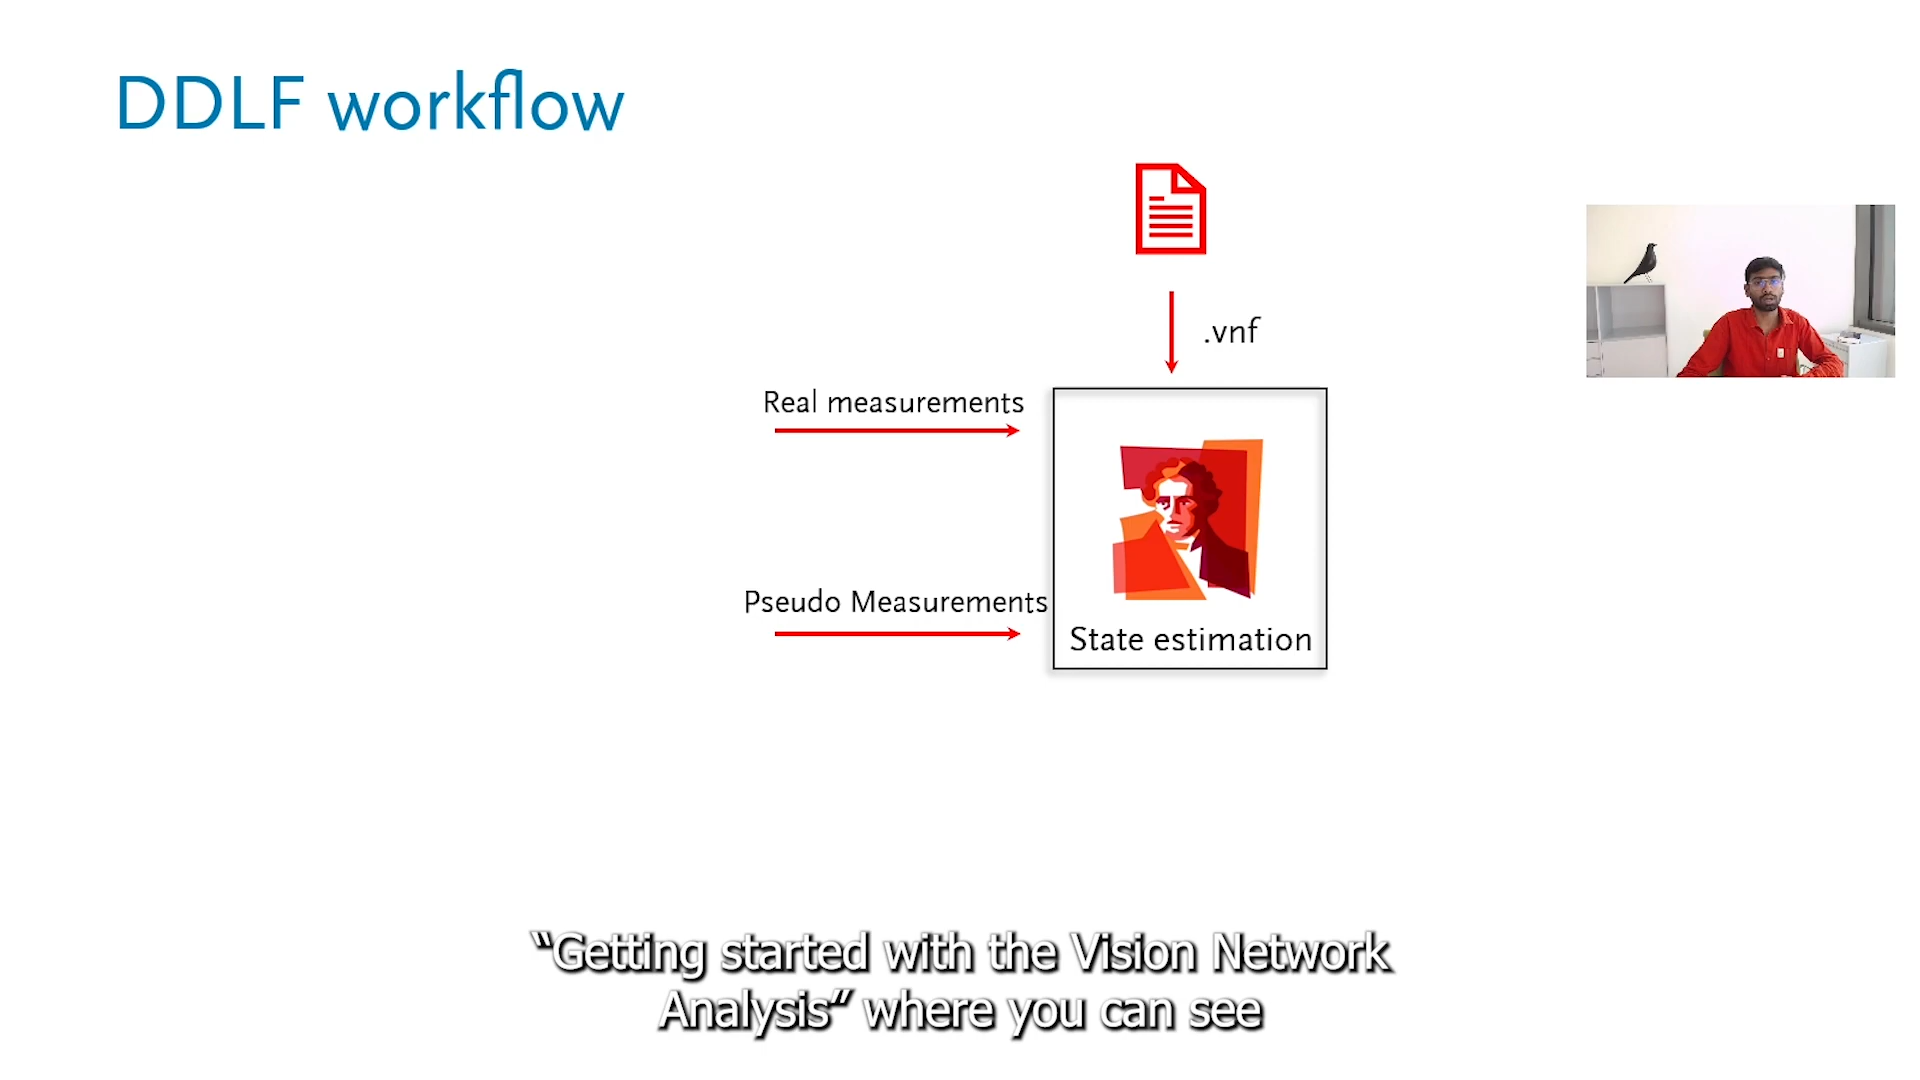 DDLF workflow
.vnf
Real measurements
Pseudo Measurements
State estimation
“Getting started with the Vision Network
Analysis” where you can see